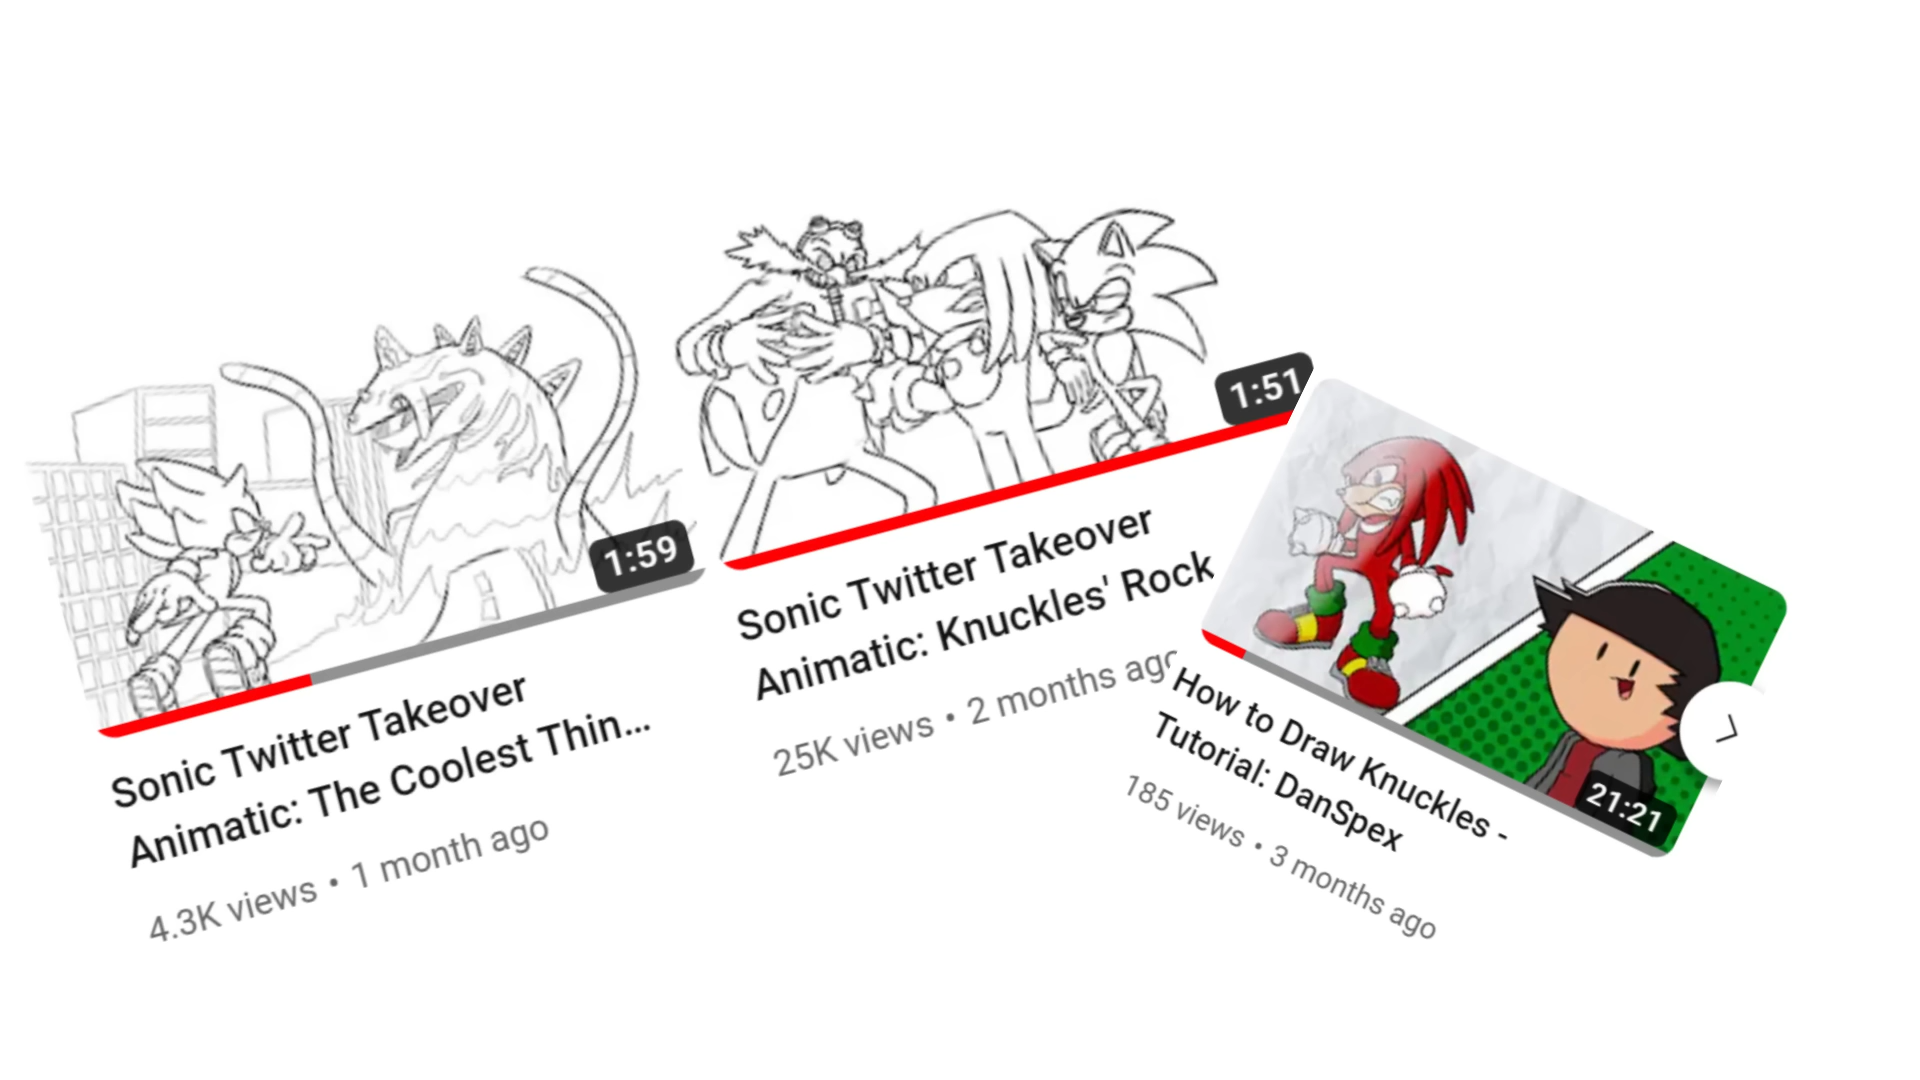 1:59
Sonic Twitter Takeover
Animatic: The Coolest Thin...
4.3K views • 1 month ago
1:51
Sonic Twitter Takeover
Animatic: Knuckles' Rock
25K views • 2 months ago
21:21
How to Draw Knuckles -
Tutorial: DanSpex
185 views • 3 months ago